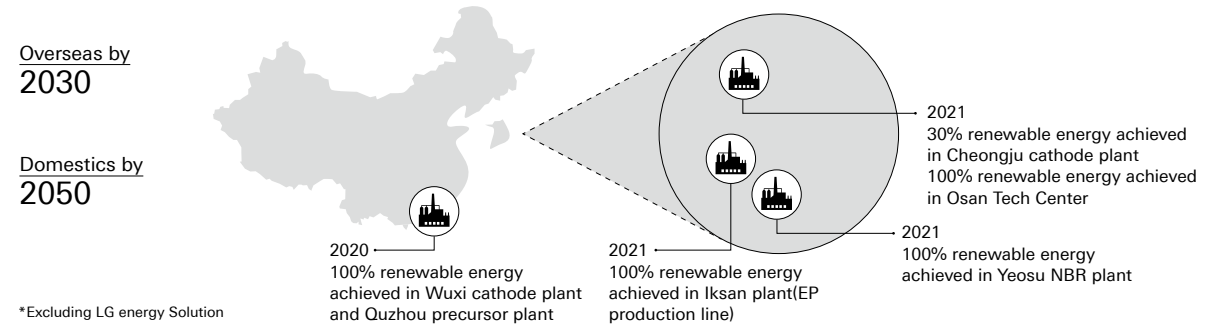 Overseas by
2030
Domestics by
2050
*Excluding LG energy Solution
2020
100% renewable energy
achieved in Wuxi cathode plant
and Quzhou precursor plant
2021
100% renewable energy
achieved in Iksan plant(EP
production line)
2021
30% renewable energy achieved
in Cheongju cathode plant
100% renewable energy achieved
in Osan Tech Center
2021
100% renewable energy
achieved in Yeosu NBR plant